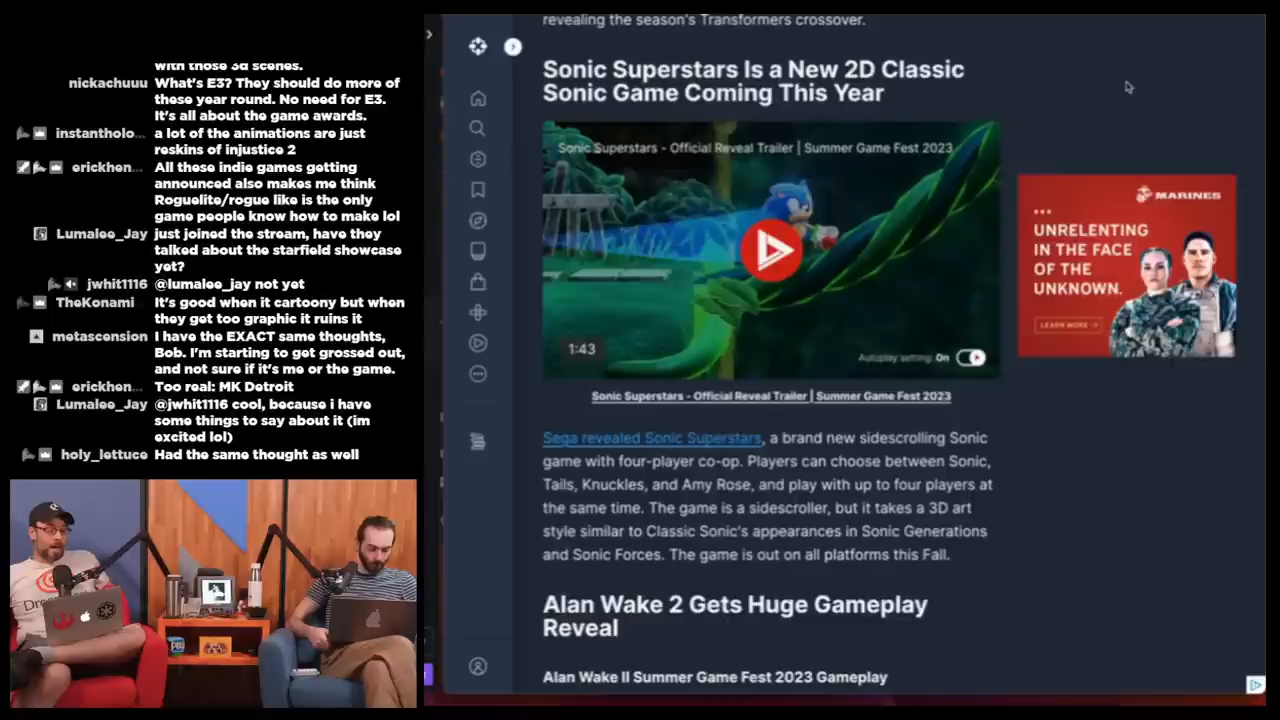 with those 3d scenes.
nickachuuu What's E3? They should do more of
these year round. No need for E3.
It's all about the game awards.
instantholo... a lot of the animations are just
reskins of injustice 2
erickhen... All these indie games getting
announced also makes me think
Roguelite/rogue like is the only
game people know how to make lol
Lumalee_Jay just joined the stream, have they
talked about the starfield showcase
yet?
jwhit1116 @lumalee_jay not yet
TheKonami It's good when it cartoony but when
they get too graphic it ruins it
metascension I have the EXACT same thoughts,
Bob. I'm starting to get grossed out,
and not sure if it's me or the game.
erickhen... Too real: MK Detroit
Lumalee_Jay @jwhit1116 cool, because i have
some things to say about it (im
excited lol)
holy_lettuce Had the same thought as well
revealing the season's Transformers crossover.
Sonic Superstars Is a New 2D Classic
Sonic Game Coming This Year
Sonic Superstars - Official Reveal Trailer | Summer Game Fest 2023
1:43
Autoplay setting: On
Sonic Superstars - Official Reveal Trailer | Summer Game Fest 2023
Sega revealed Sonic Superstars, a brand new sidescrolling Sonic
game with four-player co-op. Players can choose between Sonic,
Tails, Knuckles, and Amy Rose, and play with up to four players at
the same time. The game is a sidescroller, but it takes a 3D art
style similar to Classic Sonic's appearances in Sonic Generations
and Sonic Forces. The game is out on all platforms this Fall.
Alan Wake 2 Gets Huge Gameplay
Reveal
Alan Wake II Summer Game Fest 2023 Gameplay
MARINES
UNRELENTING
IN THE FACE
OF THE
UNKNOWN.
LEARN MORE